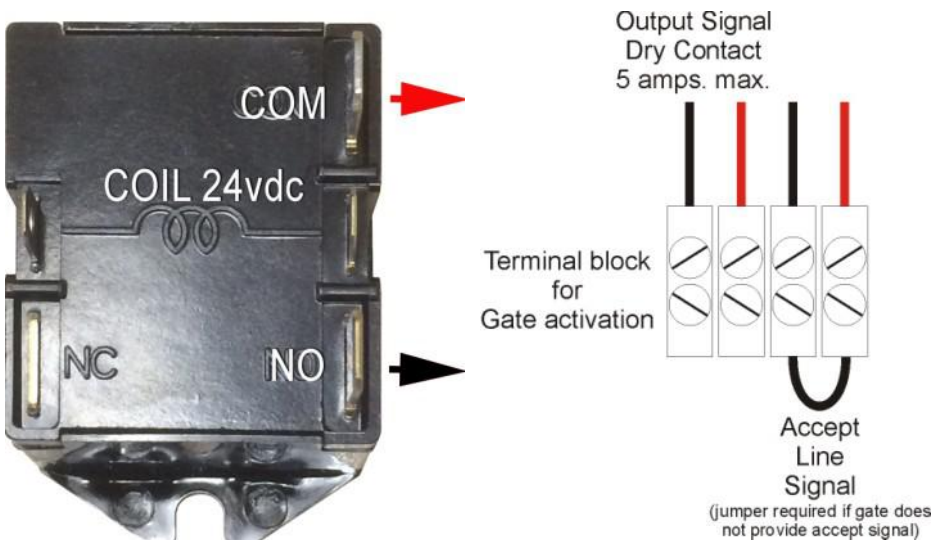 COM
COIL 24vdc
NC
NO
Output Signal
Dry Contact
5 amps. max.
Terminal block
for
Gate activation
Accept
Line
Signal
(jumper required if gate does
not provide accept signal)